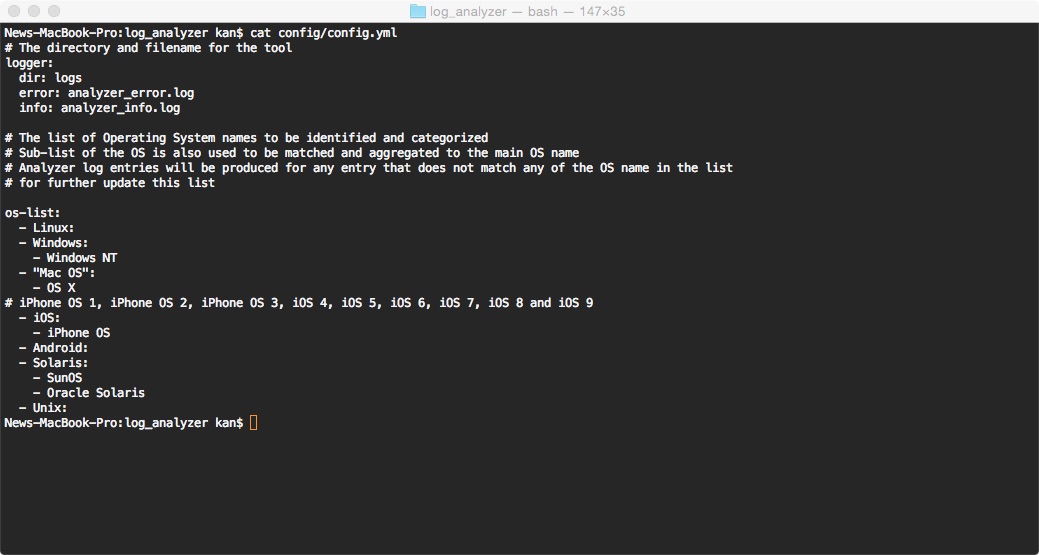 log_analyzer — bash — 147×35
News-MacBook-Pro:log_analyzer kan$ cat config/config.yml
# The directory and filename for the tool
logger:
  dir: logs
  error: analyzer_error.log
  info: analyzer_info.log

# The list of Operating System names to be identified and categorized
# Sub-list of the OS is also used to be matched and aggregated to the main OS name
# Analyzer log entries will be produced for any entry that does not match any of the OS name in the list
# for further update this list

os-list:
  - Linux:
  - Windows:
    - Windows NT
  - "Mac OS":
    - OS X
# iPhone OS 1, iPhone OS 2, iPhone OS 3, iOS 4, iOS 5, iOS 6, iOS 7, iOS 8 and iOS 9
  - iOS:
    - iPhone OS
  - Android:
  - Solaris:
    - SunOS
    - Oracle Solaris
  - Unix:
News-MacBook-Pro:log_analyzer kan$